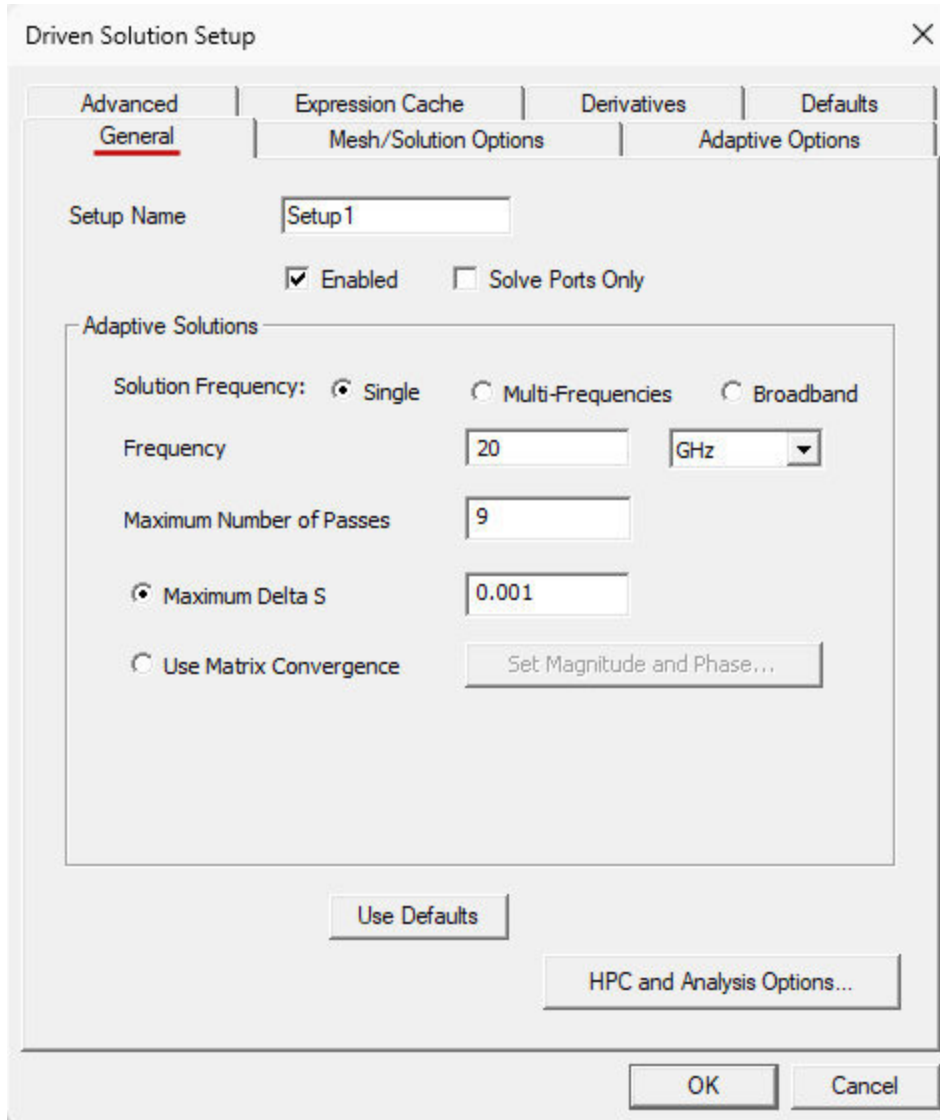 Driven Solution Setup
Advanced Expression Cache Derivatives Defaults
General Mesh/Solution Options Adaptive Options
Setup Name Setup1
Enabled Solve Ports Only
Adaptive Solutions
Solution Frequency: Single Multi-Frequencies Broadband
Frequency 20 GHz
Maximum Number of Passes 9
Maximum Delta S 0.001
Use Matrix Convergence Set Magnitude and Phase...
Use Defaults
HPC and Analysis Options...
OK Cancel